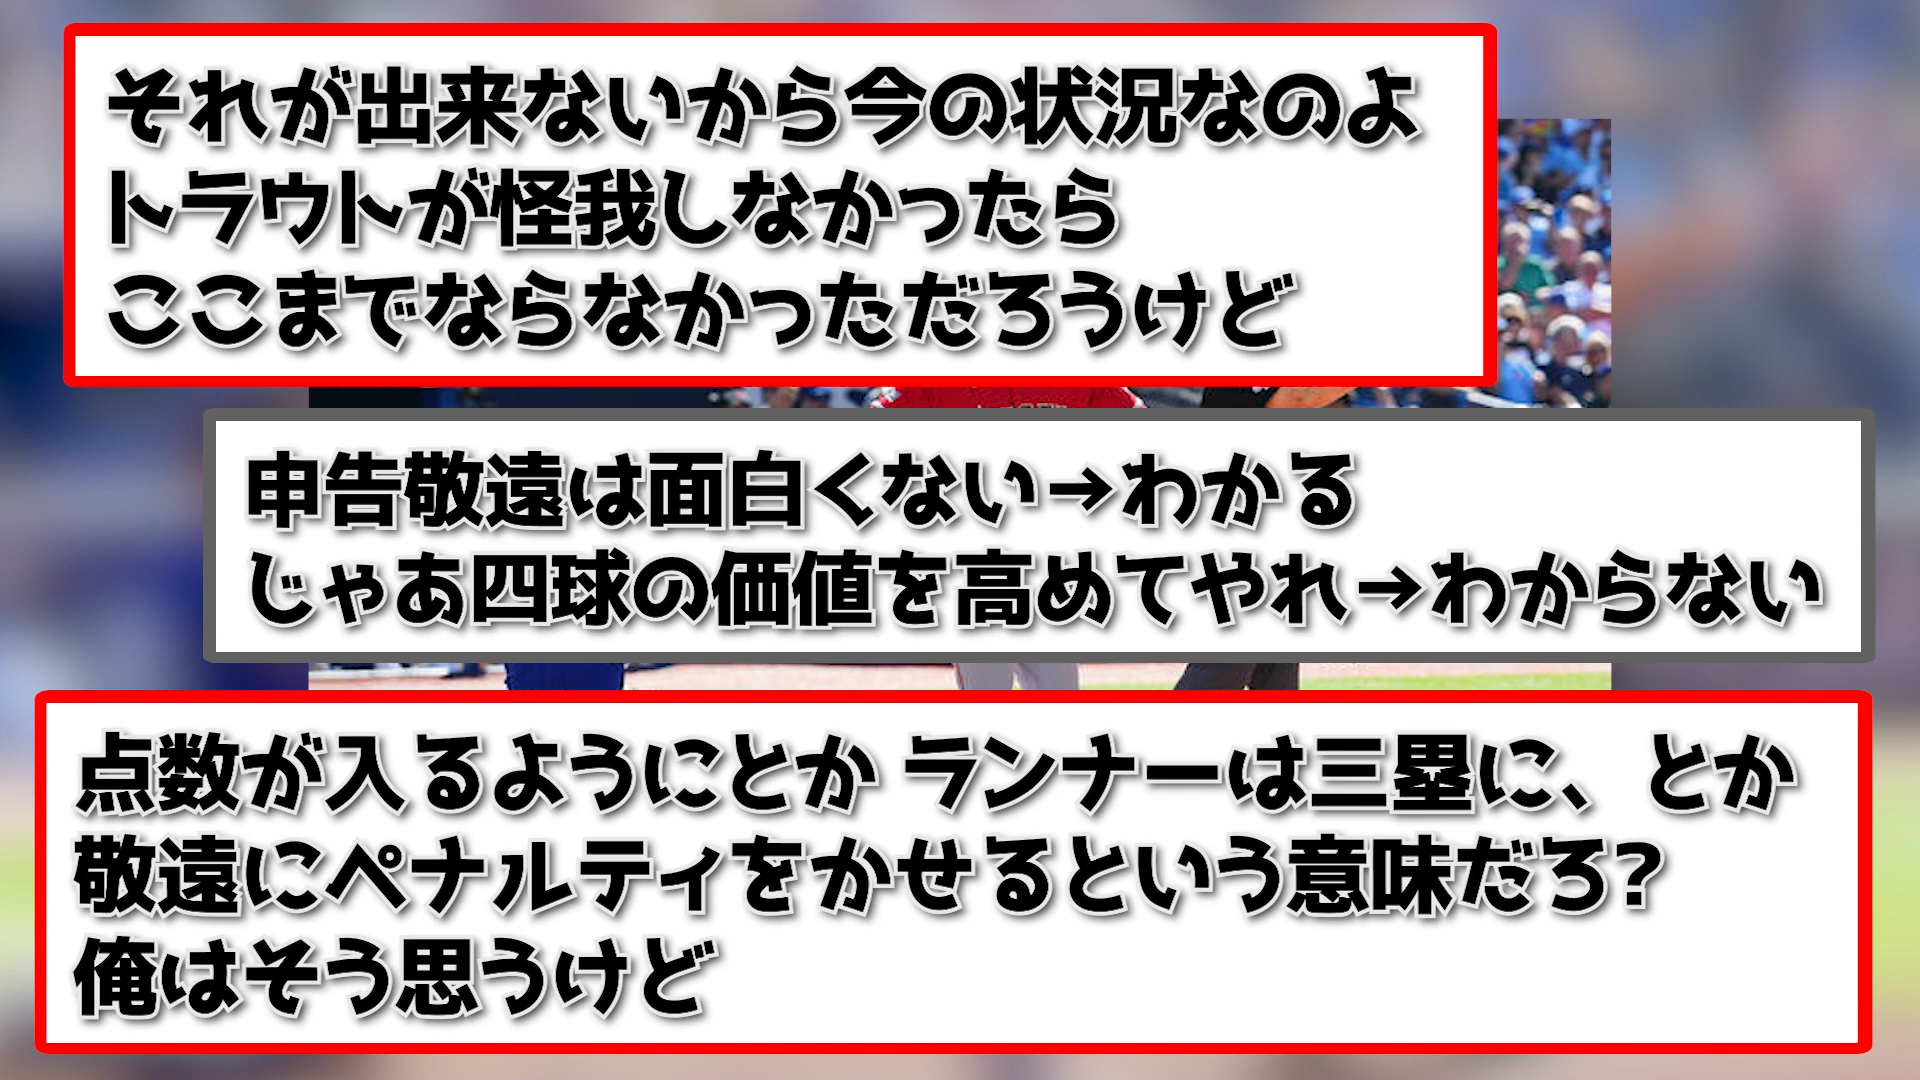 それが出来ないから今の状況なのよ
トラウトが怪我しなかったら
ここまでならなかっただろうけど
申告敬遠は面白くない→わかる
じゃあ四球の価値を高めてやれ→わからない
点数が入るようにとか ランナーは三塁に、とか
敬遠にペナルティをかせるという意味だろ?
俺はそう思うけど